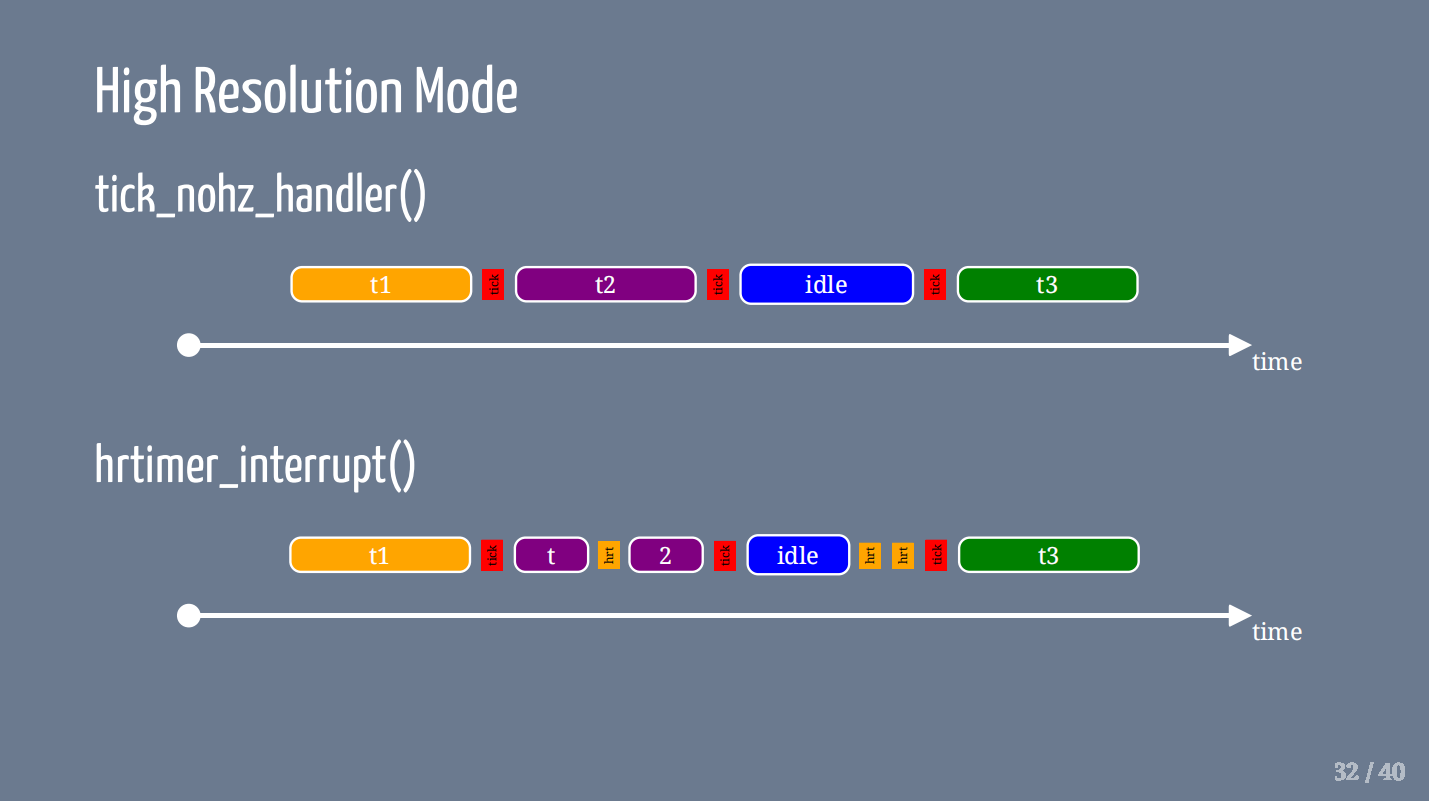 High Resolution Mode
tick_nohz_handler()
t1 tick t2 tick idle tick t3
time
hrtimer_interrupt()
t1 tick t hrt 2 tick idle hrt hrt tick t3
time
32 / 40